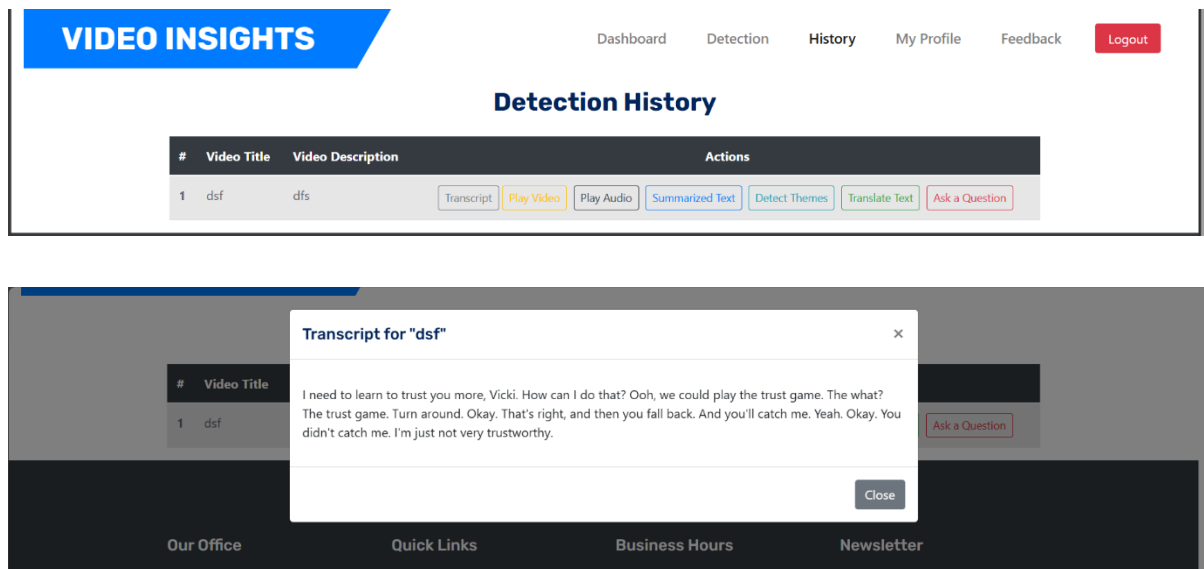 VIDEO INSIGHTS
Dashboard Detection History My Profile Feedback Logout
Detection History
# Video Title Video Description Actions
1 dsf dfs Transcript Play Video Play Audio Summarized Text Detect Themes Translate Text Ask a Question
Transcript for "dsf" ×
# Video Title
I need to learn to trust you more, Vicki. How can I do that? Ooh, we could play the trust game. The what?
The trust game. Turn around. Okay. That's right, and then you fall back. And you'll catch me. Yeah. Okay. You
didn't catch me. I'm just not very trustworthy.
1 dsf Ask a Question
Close
Our Office Quick Links Business Hours Newsletter